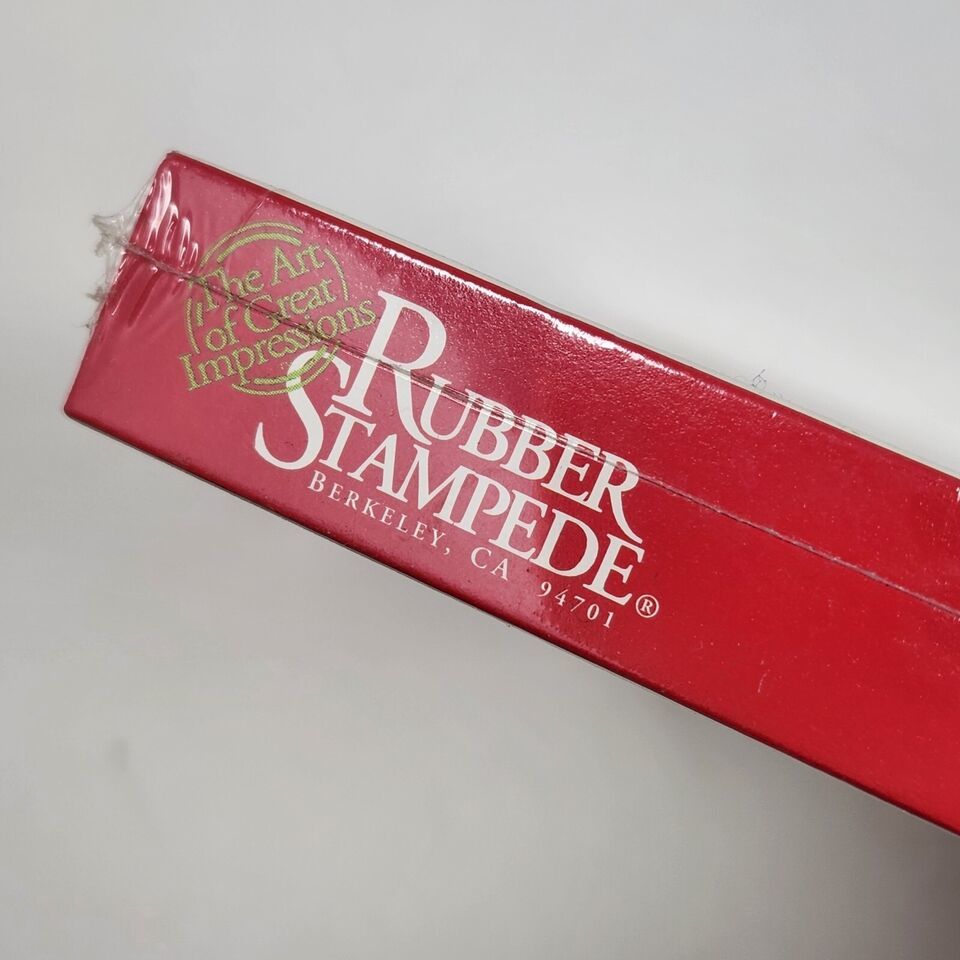 The Art
of Great
Impressions
RUBBER
STAMPEDE®
BERKELEY, CA 94701